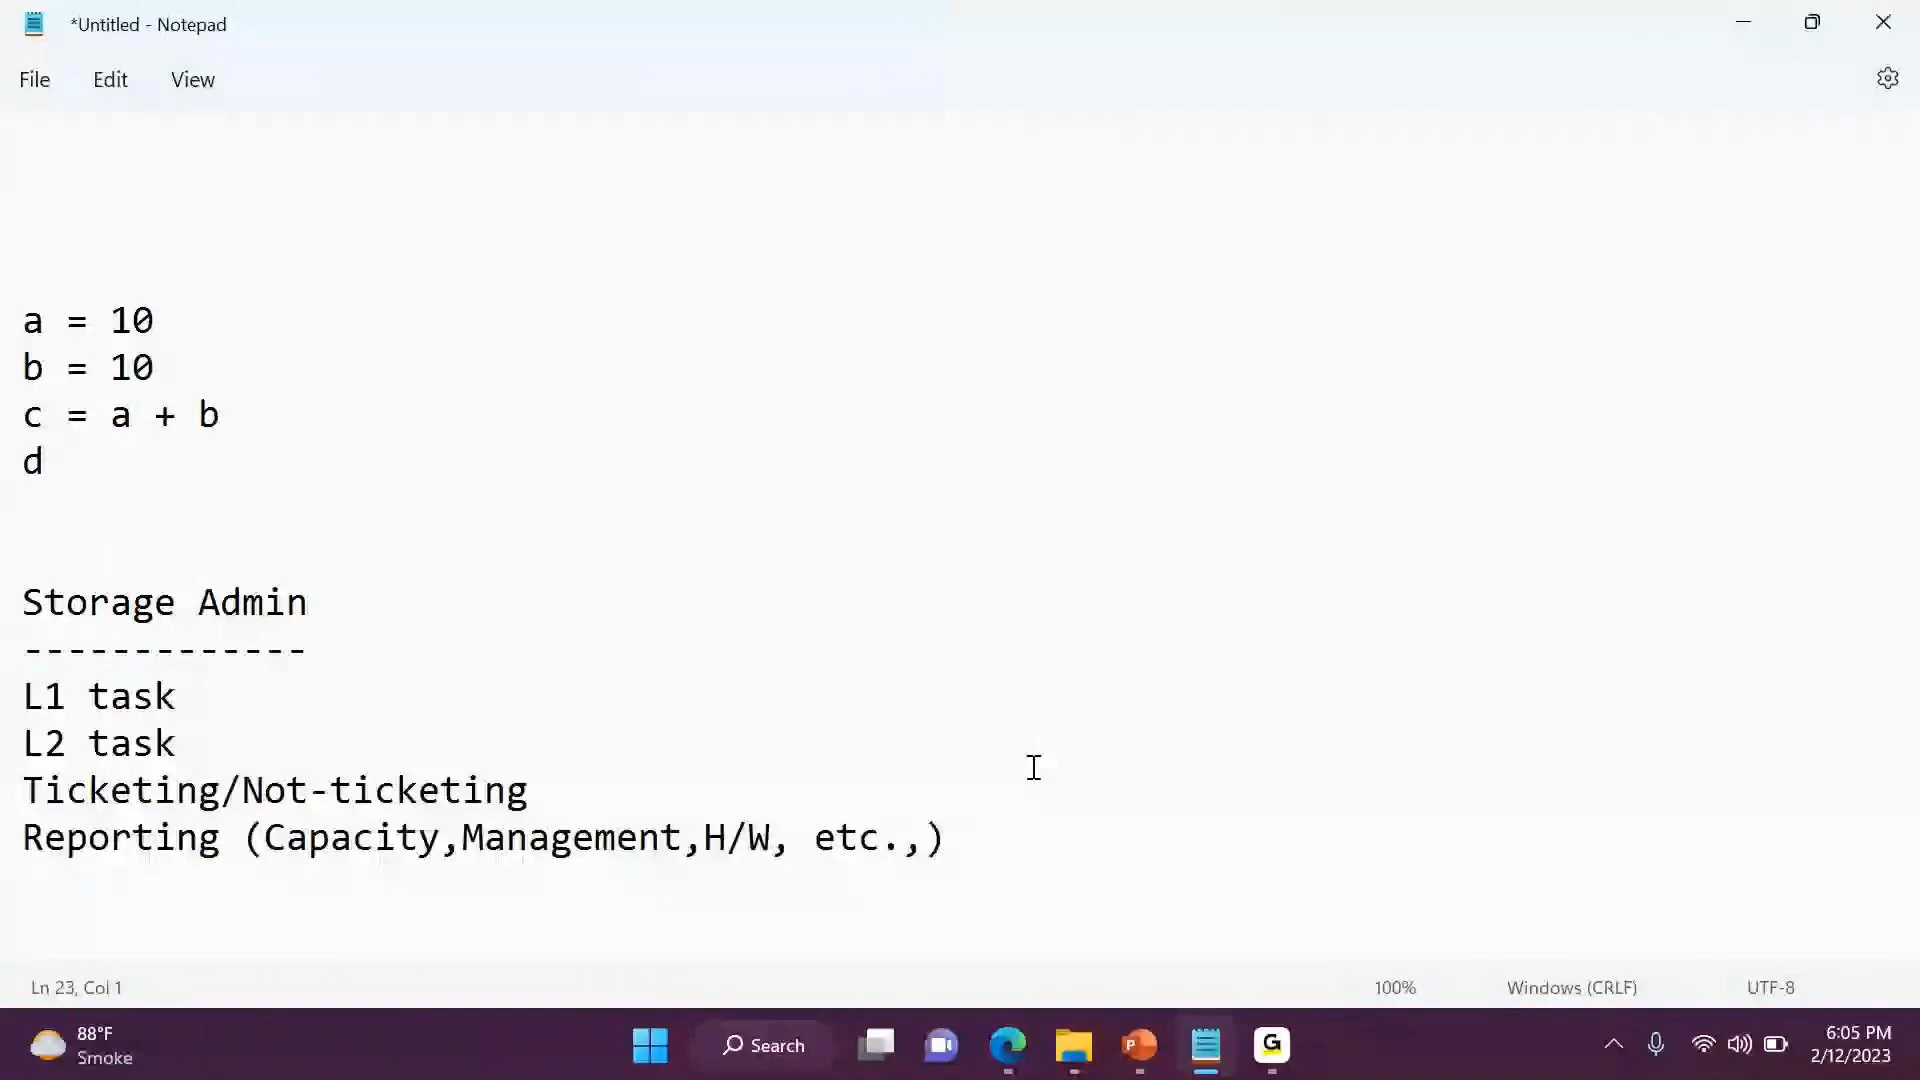 *Untitled - Notepad
File Edit View
a = 10
b = 10
c = a + b
d
Storage Admin
-------------
L1 task
L2 task
Ticketing/Not-ticketing
Reporting (Capacity,Management,H/W, etc.,)
Ln 23, Col 1 100% Windows (CRLF) UTF-8
88°F
Smoke
Search
P
G
6:05 PM
2/12/2023